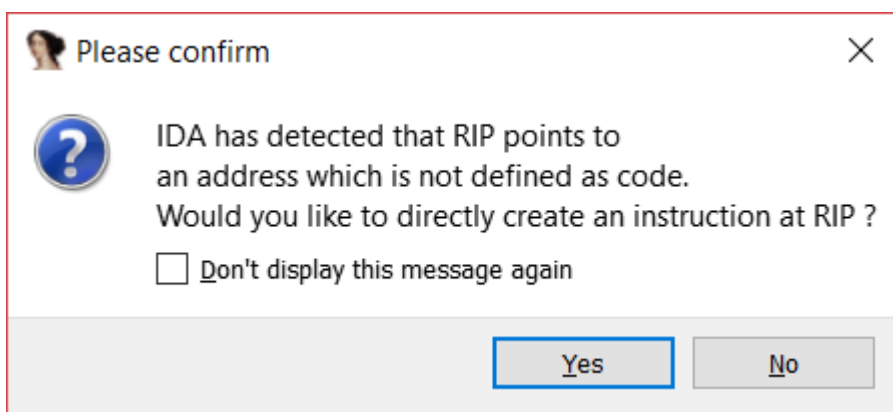 Please confirm
IDA has detected that RIP points to
an address which is not defined as code.
Would you like to directly create an instruction at RIP ?
Don't display this message again
Yes
No